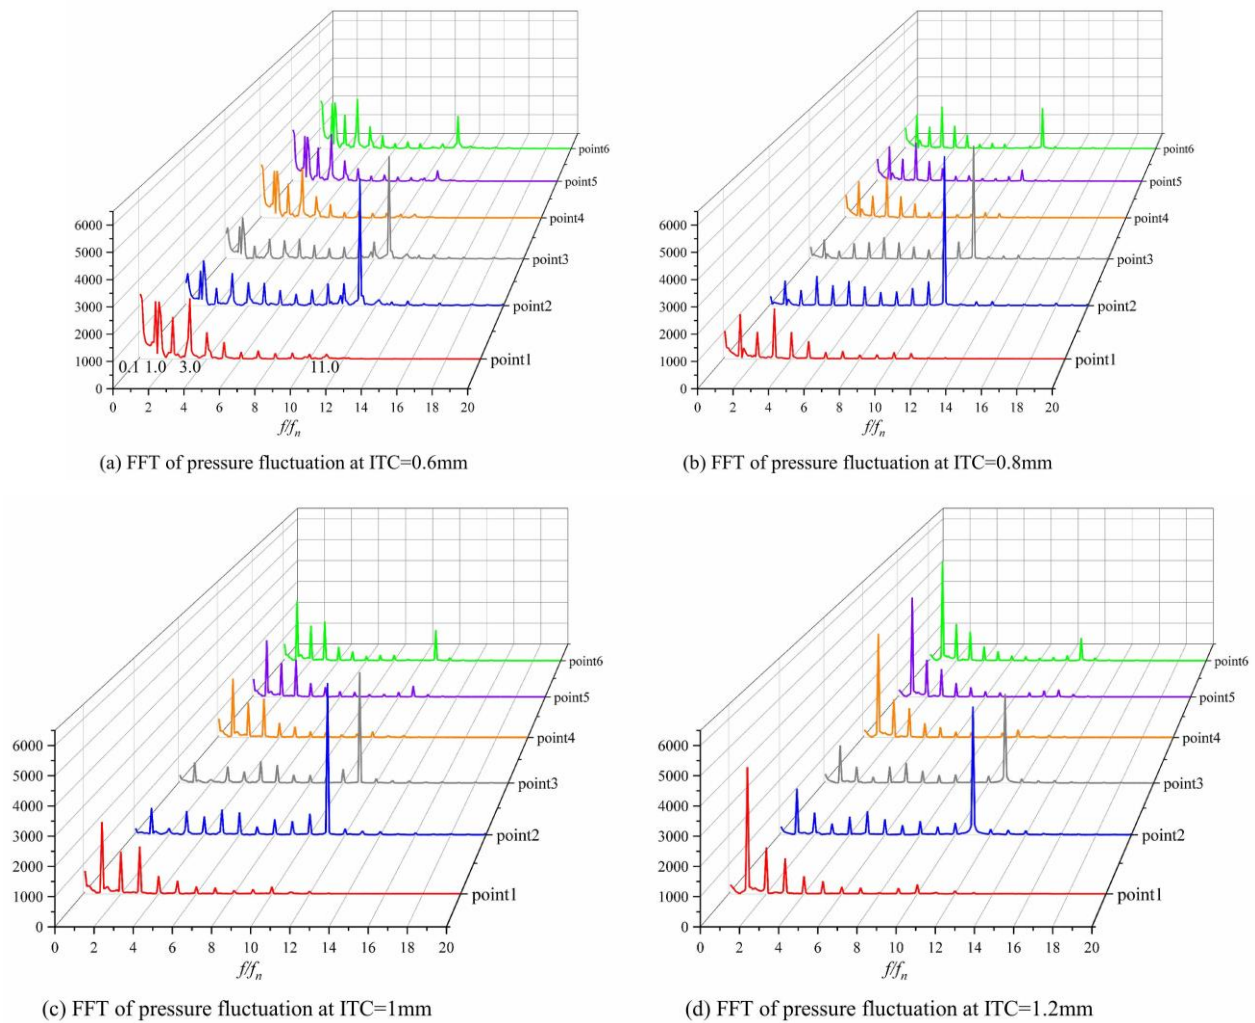 point6
point5
point4
point3
point2
point1
6000
5000
4000
3000
2000
1000
0
0.1 1.0 3.0 11.0
0 2 4 6 8 10 12 14 16 18 20
f/fn
(a) FFT of pressure fluctuation at ITC=0.6mm
point6
point5
point4
point3
point2
point1
6000
5000
4000
3000
2000
1000
0
0 2 4 6 8 10 12 14 16 18 20
f/fn
(b) FFT of pressure fluctuation at ITC=0.8mm
point6
point5
point4
point3
point2
point1
6000
5000
4000
3000
2000
1000
0
0 2 4 6 8 10 12 14 16 18 20
f/fn
(c) FFT of pressure fluctuation at ITC=1mm
point6
point5
point4
point3
point2
point1
6000
5000
4000
3000
2000
1000
0
0 2 4 6 8 10 12 14 16 18 20
f/fn
(d) FFT of pressure fluctuation at ITC=1.2mm